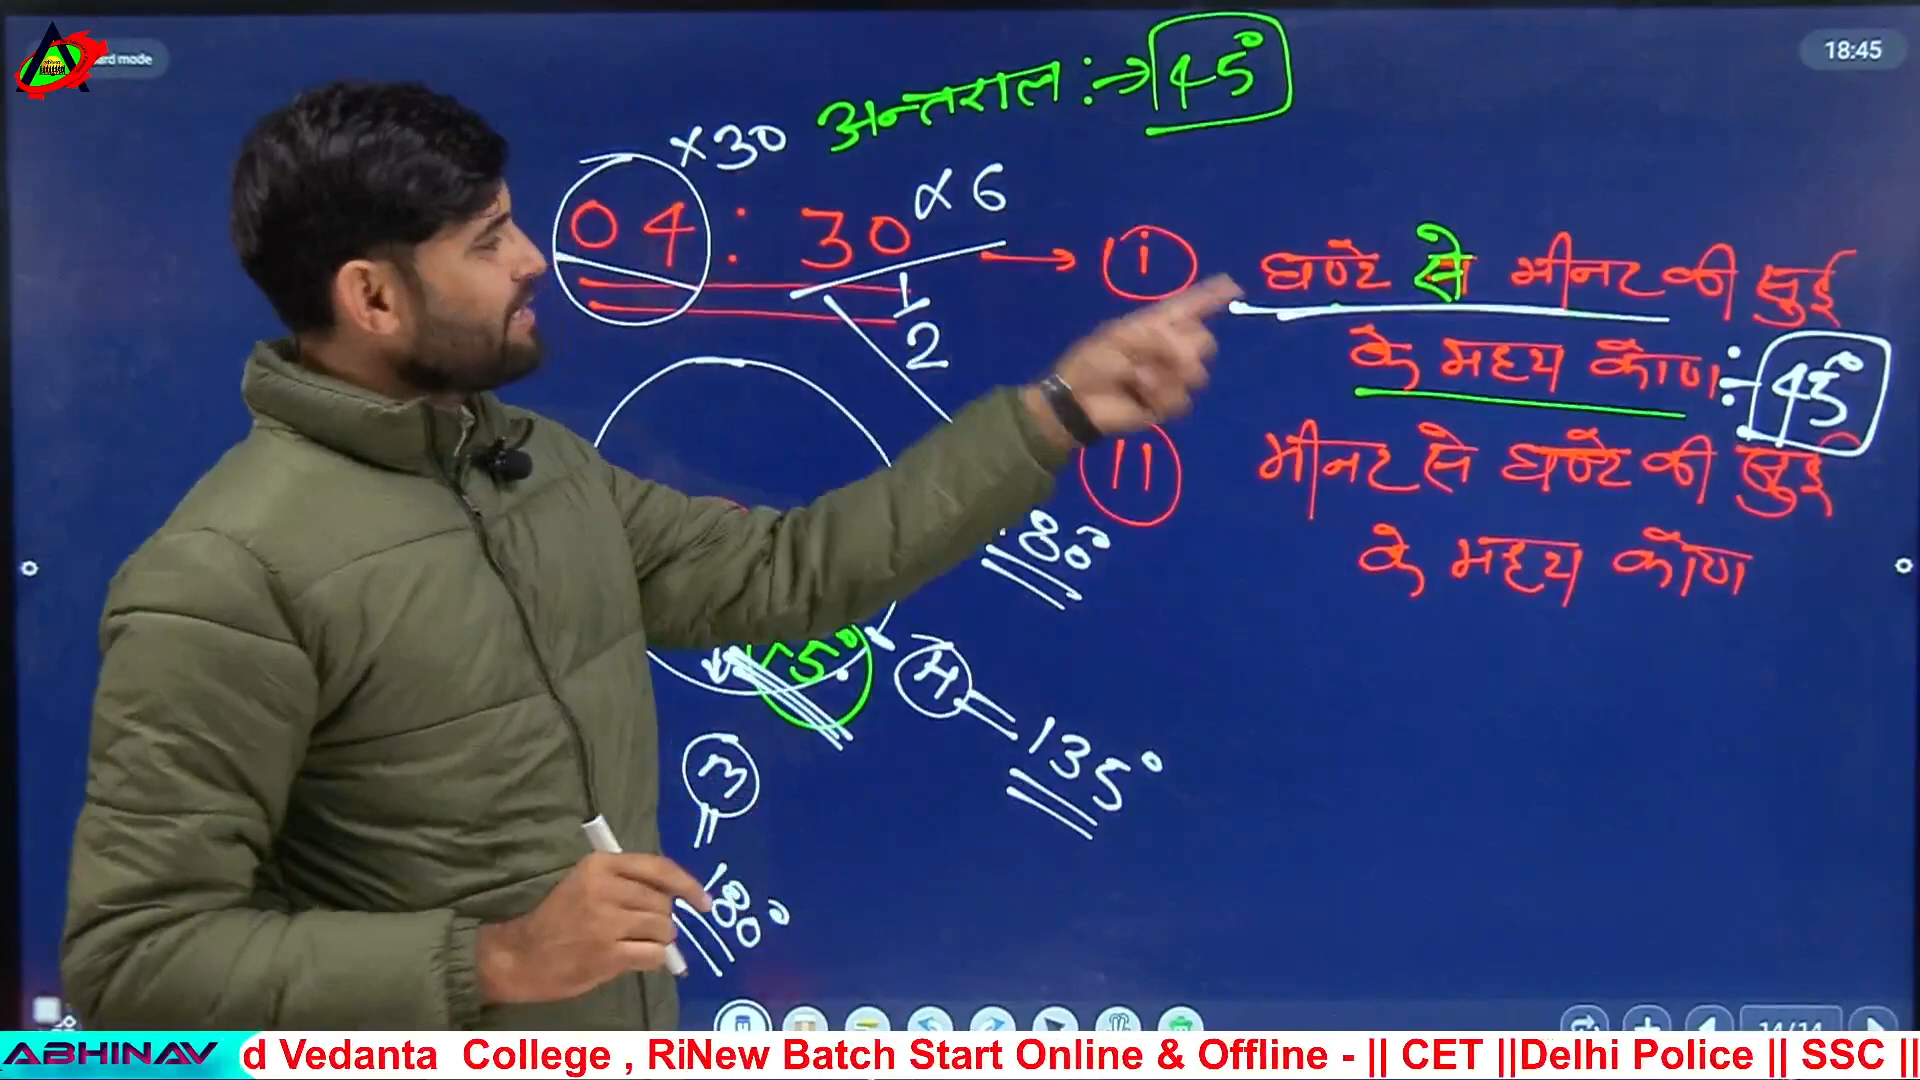 18:45
अन्तराल :→ 45°
×30
04 : 30 × 6
1/2
→ (i) घण्टे से मीनट की सुई
के मध्य कोण :- 45°
(ii) मीनट से घण्टे की सुई
के मध्य कोण
180°
15°
म = 135°
180°
ABHINAV
d Vedanta College , RiNew Batch Start Online & Offline - || CET ||Delhi Police || SSC ||